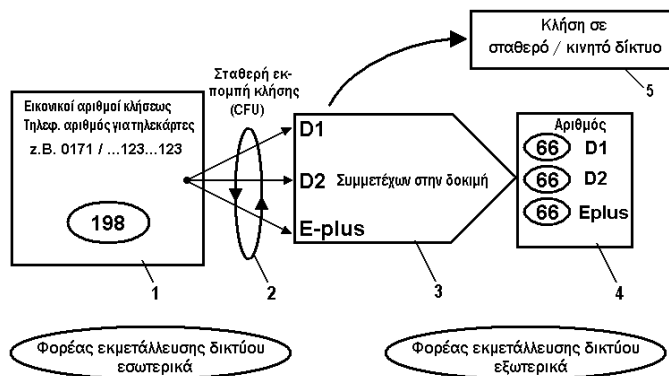 Κλήση σε
σταθερό / κινητό δίκτυο
5
Σταθερή εκ-
πομπή κλήσης
(CFU)
Εικονικοί αριθμοί κλήσεως
Τηλεφ. αριθμός για τηλεκάρτες
z.B. 0171 / ...123...123
198
1
2
D1
D2 Συμμετέχων στην δοκιμή
E-plus
3
Αριθμός
66 D1
66 D2
66 Eplus
4
Φορέας εκμετάλλευσης δικτύου
εσωτερικά
Φορέας εκμετάλλευσης δικτύου
εξωτερικά